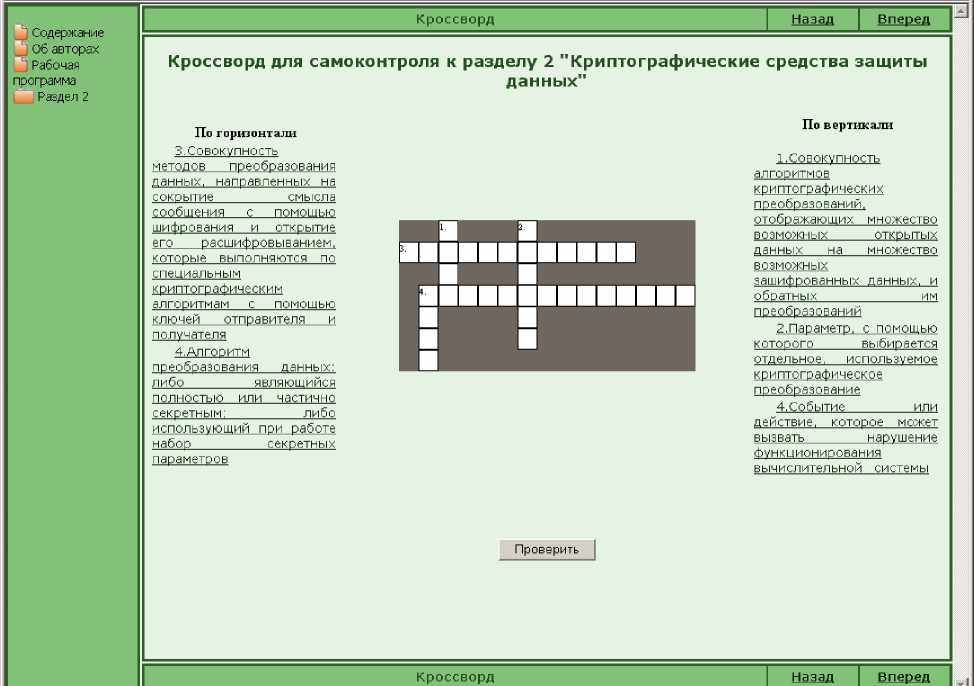 Кроссворд
Назад
Вперед
Содержание
Об авторах
Рабочая
программа
Раздел 2
Кроссворд для самоконтроля к разделу 2 "Криптографические средства защиты
данных"
По горизонтали
3.Совокупность
методов преобразования
данных, направленных на
сокрытие смысла
сообщения с помощью
шифрования и открытие
его расшифровыванием,
которые выполняются по
специальным
криптографическим
алгоритмам с помощью
ключей отправителя и
получателя
4.Алгоритм
преобразования данных;
либо являющийся
полностью или частично
секретным; либо
использующий при работе
набор секретных
параметров
1.
2.
3.
4.
По вертикали
1.Совокупность
алгоритмов
криптографических
преобразований,
отображающих множество
возможных открытых
данных на множество
возможных
зашифрованных данных, и
обратных им
преобразований
2.Параметр, с помощью
которого выбирается
отдельное, используемое
криптографическое
преобразование
4.Событие или
действие, которое может
вызвать нарушение
функционирования
вычислительной системы
Проверить
Кроссворд
Назад
Вперед